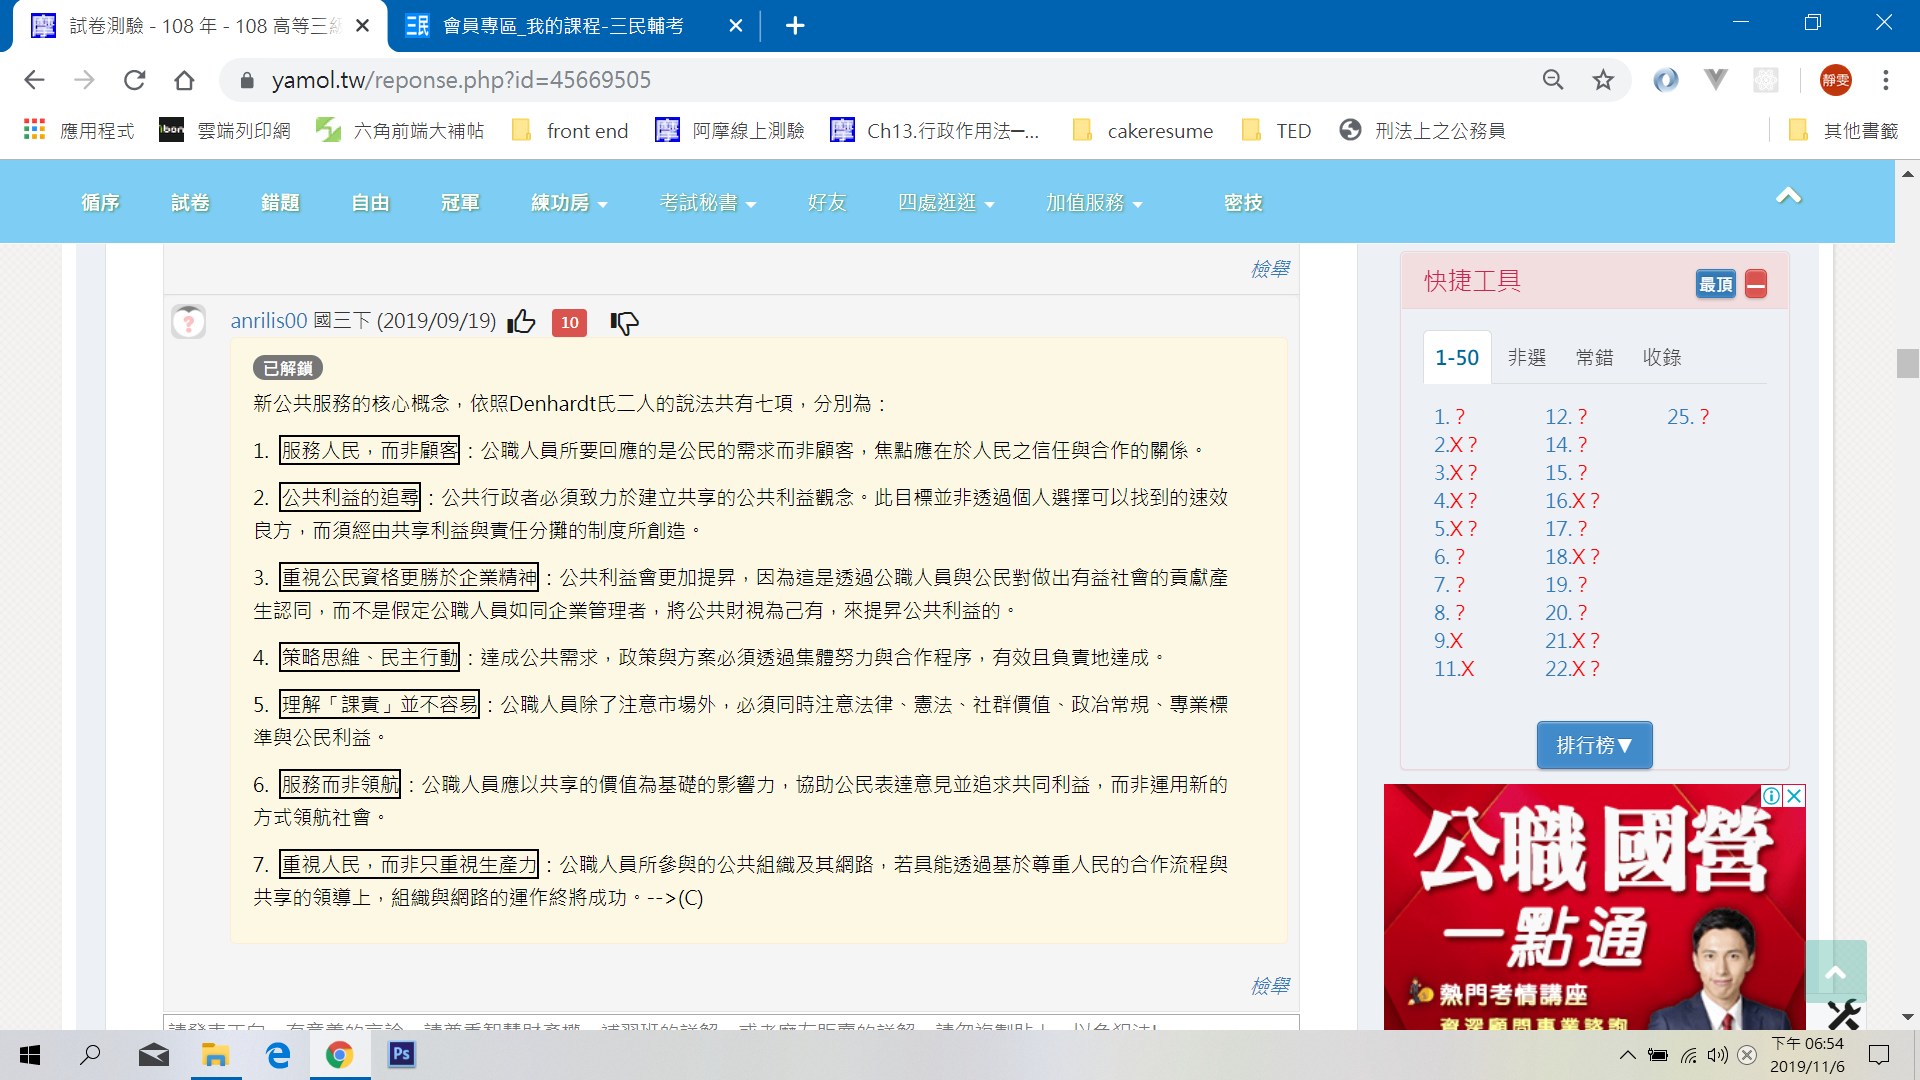 試卷測驗 - 108 年 - 108 高等三級
會員專區_我的課程-三民輔考
yamol.tw/reponse.php?id=45669505
靜雯
應用程式
ibon
雲端列印網
六角前端大補帖
front end
阿摩線上測驗
Ch13.行政作用法─...
cakeresume
TED
刑法上之公務員
其他書籤
循序 試卷 錯題 自由 冠軍 練功房 考試秘書 好友 四處逛逛 加值服務 密技
檢舉
anrilis00 國三下 (2019/09/19) 10
已解鎖
新公共服務的核心概念，依照Denhardt氏二人的說法共有七項，分別為：
1. 服務人民，而非顧客：公職人員所要回應的是公民的需求而非顧客，焦點應在於人民之信任與合作的關係。
2. 公共利益的追尋：公共行政者必須致力於建立共享的公共利益觀念。此目標並非透過個人選擇可以找到的速效
良方，而須經由共享利益與責任分攤的制度所創造。
3. 重視公民資格更勝於企業精神：公共利益會更加提昇，因為這是透過公職人員與公民對做出有益社會的貢獻產
生認同，而不是假定公職人員如同企業管理者，將公共財視為己有，來提昇公共利益的。
4. 策略思維、民主行動：達成公共需求，政策與方案必須透過集體努力與合作程序，有效且負責地達成。
5. 理解「課責」並不容易：公職人員除了注意市場外，必須同時注意法律、憲法、社群價值、政治常規、專業標
準與公民利益。
6. 服務而非領航：公職人員應以共享的價值為基礎的影響力，協助公民表達意見並追求共同利益，而非運用新的
方式領航社會。
7. 重視人民，而非只重視生產力：公職人員所參與的公共組織及其網路，若具能透過基於尊重人民的合作流程與
共享的領導上，組織與網路的運作終將成功。-->(C)
檢舉
快捷工具
最頂
1-50 非選 常錯 收錄
1. ? 12. ? 25. ?
2.X ? 14. ?
3.X ? 15. ?
4.X ? 16.X ?
5.X ? 17. ?
6. ? 18.X ?
7. ? 19. ?
8. ? 20. ?
9.X 21.X ?
11.X 22.X ?
排行榜▼
公職 國營
一點通
熱門考情講座
資深顧問專業諮詢
Ps
下午 06:54
2019/11/6